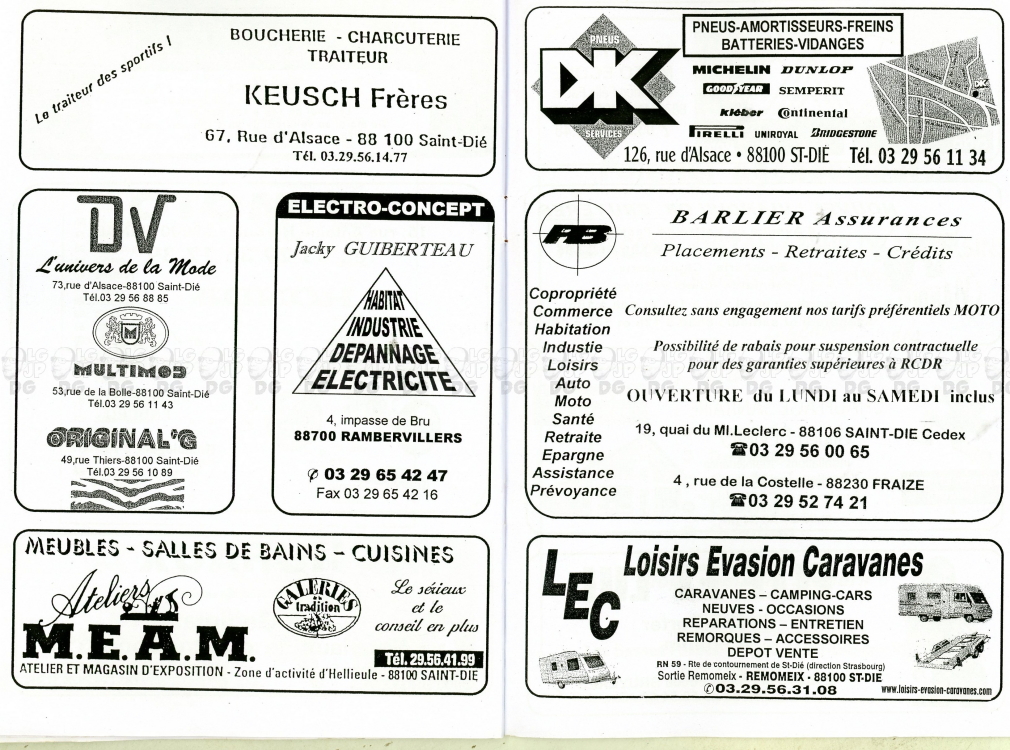 Le traiteur des sportifs !
BOUCHERIE - CHARCUTERIE
TRAITEUR
KEUSCH Frères
67, Rue d'Alsace - 88 100 Saint-Dié
Tél. 03.29.56.14.77
DV
L'univers de la Mode
73,rue d'Alsace-88100 Saint-Dié
Tél.03 29 56 88 85
M
MULTIMOD
53,rue de la Bolle-88100 Saint-Dié
Tél.03 29 56 11 43
ORIGINAL'G
49,rue Thiers-88100 Saint-Dié
Tél.03 29 56 10 89
ELECTRO-CONCEPT
Jacky GUIBERTEAU
HABITAT
INDUSTRIE
DEPANNAGE
ELECTRICITE
4, impasse de Bru
88700 RAMBERVILLERS
✆ 03 29 65 42 47
Fax 03 29 65 42 16
MEUBLES - SALLES DE BAINS - CUISINES
Ateliers
M.E.A.M.
GALERIES
tradition
Le sérieux
et le
conseil en plus
Tél. 29.56.41.99
ATELIER ET MAGASIN D'EXPOSITION - Zone d'activité d'Hellieule - 88100 SAINT-DIE
PNEUS
DK
SERVICES
PNEUS-AMORTISSEURS-FREINS
BATTERIES-VIDANGES
MICHELIN DUNLOP
GOODYEAR SEMPERIT
Kléber Continental
PIRELLI UNIROYAL BRIDGESTONE
126, rue d'Alsace • 88100 ST-DIÉ Tél. 03 29 56 11 34
AB
BARLIER Assurances
Placements - Retraites - Crédits
Copropriété
Commerce
Habitation
Industie
Loisirs
Auto
Moto
Santé
Retraite
Epargne
Assistance
Prévoyance
Consultez sans engagement nos tarifs préférentiels MOTO
Possibilité de rabais pour suspension contractuelle
pour des garanties supérieures à RCDR
OUVERTURE du LUNDI au SAMEDI inclus
19, quai du Ml.Leclerc - 88106 SAINT-DIE Cedex
☎03 29 56 00 65
4 , rue de la Costelle - 88230 FRAIZE
☎03 29 52 74 21
LEC
Loisirs Evasion Caravanes
CARAVANES – CAMPING-CARS
NEUVES - OCCASIONS
REPARATIONS – ENTRETIEN
REMORQUES – ACCESSOIRES
DEPOT VENTE
RN 59 - Rte de contournement de St-Dié (direction Strasbourg)
Sortie Remomeix - REMOMEIX - 88100 ST-DIE
✆03.29.56.31.08
www.loisirs-evasion-caravanes.com